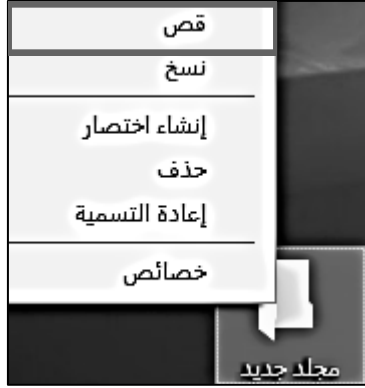 قص
نسخ
إنشاء اختصار
حذف
إعادة التسمية
خصائص
مجلد جديد